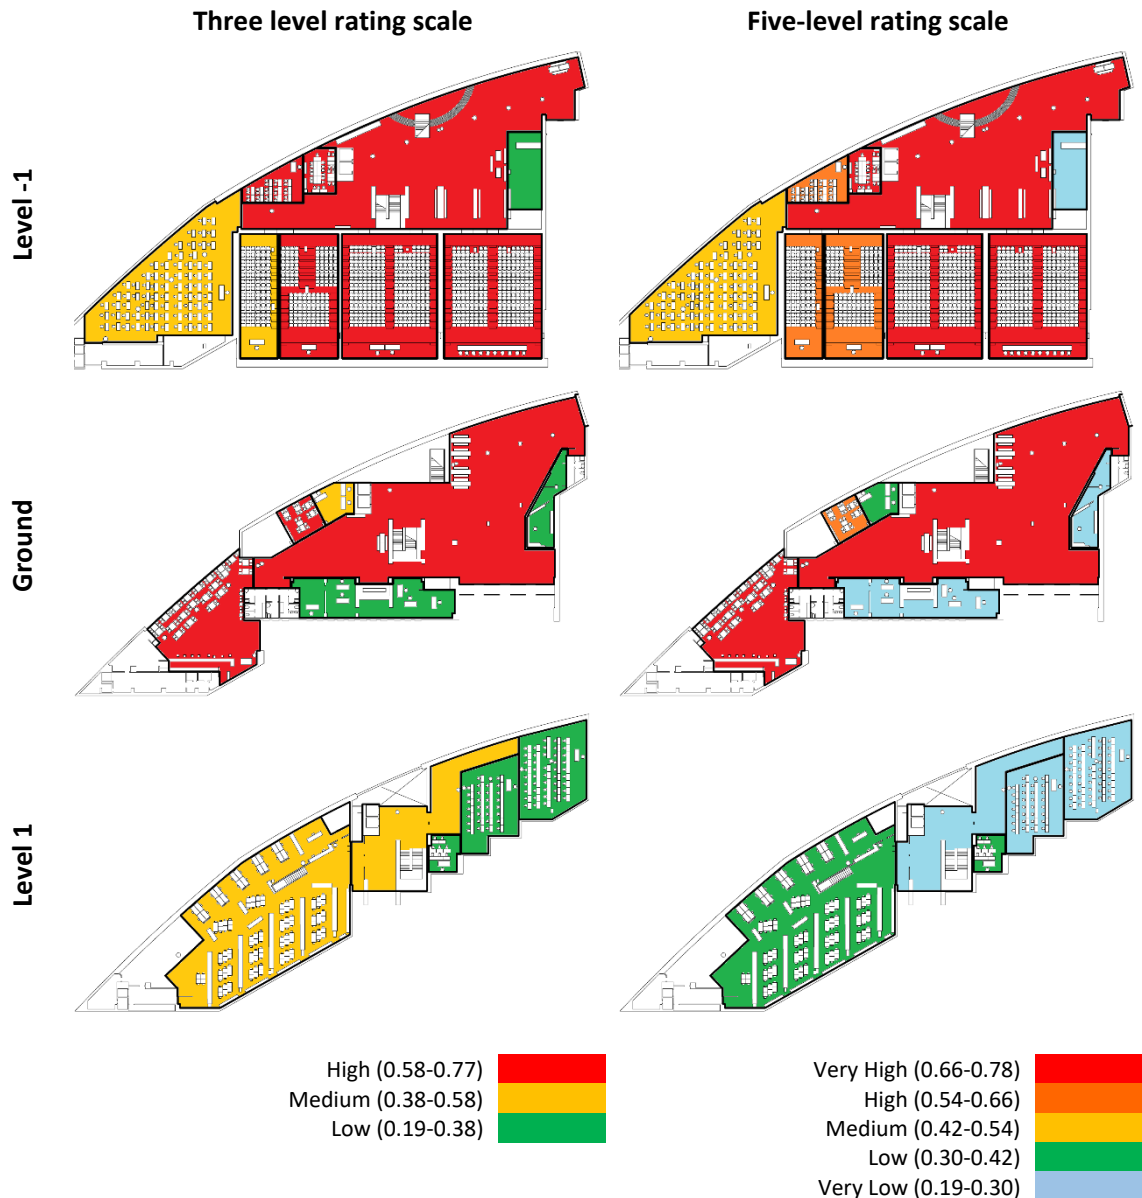 Three level rating scale
Five-level rating scale
Level -1
Ground
Level 1
High (0.58-0.77)
Medium (0.38-0.58)
Low (0.19-0.38)
Very High (0.66-0.78)
High (0.54-0.66)
Medium (0.42-0.54)
Low (0.30-0.42)
Very Low (0.19-0.30)